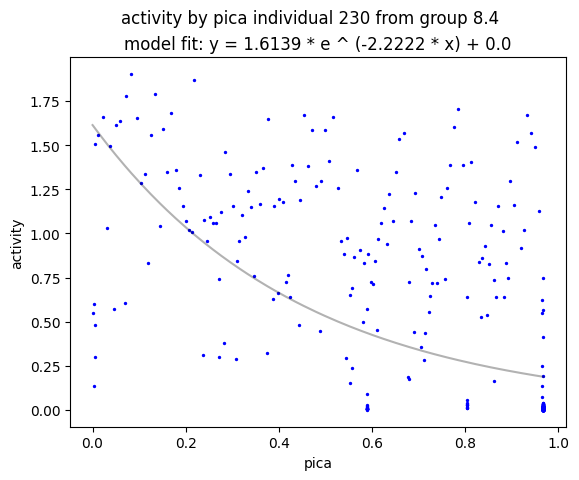 activity by pica individual 230 from group 8.4
model fit: y = 1.6139 * e ^ (-2.2222 * x) + 0.0
activity
1.75
1.50
1.25
1.00
0.75
0.50
0.25
0.00
0.0 0.2 0.4 0.6 0.8 1.0
pica